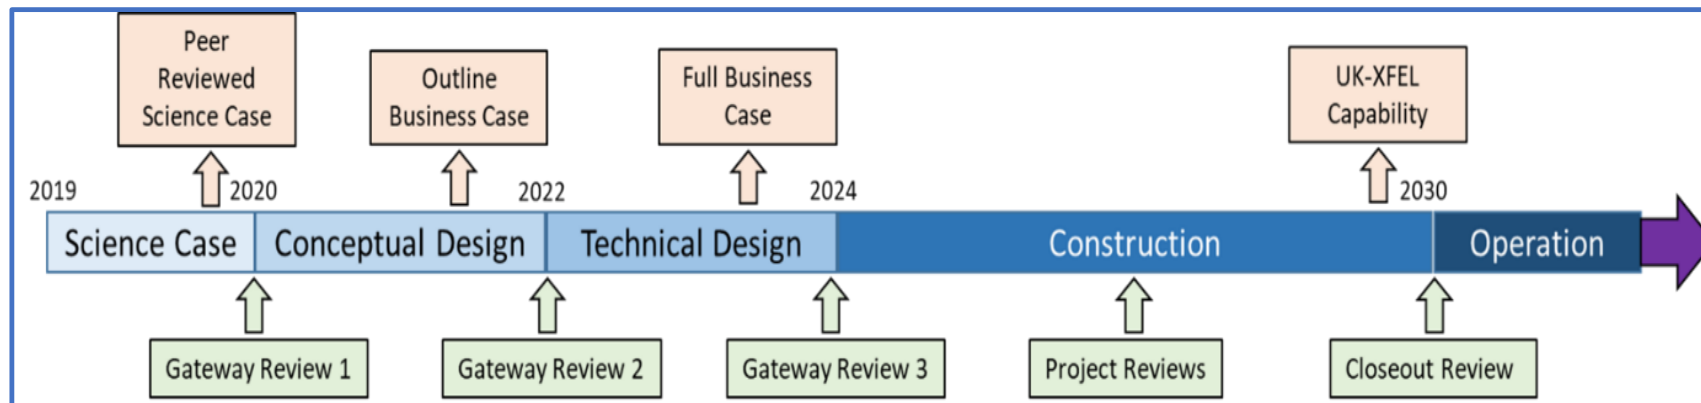 Peer
Reviewed
Science Case
Outline
Business Case
Full Business
Case
UK-XFEL
Capability
2019
2020
2022
2024
2030
Science Case
Conceptual Design
Technical Design
Construction
Operation
Gateway Review 1
Gateway Review 2
Gateway Review 3
Project Reviews
Closeout Review